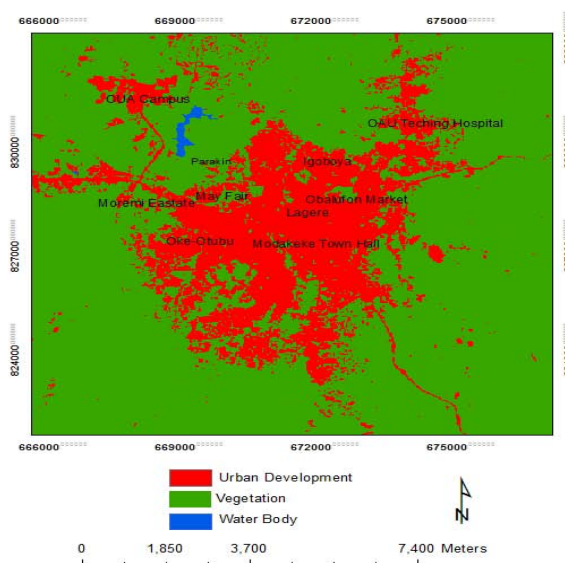 666000 669000 672000 675000
OUA Campus
OAU Teching Hospital
830000
Parakin
Igoboya
May Fair
Obalufon Market
Moremi Eastate
Lagere
Oke-Otubu
Modakeke Town Hall
827000
824000
666000 669000 672000 675000
Urban Development
Vegetation
Water Body
N
0 1,850 3,700 7,400 Meters